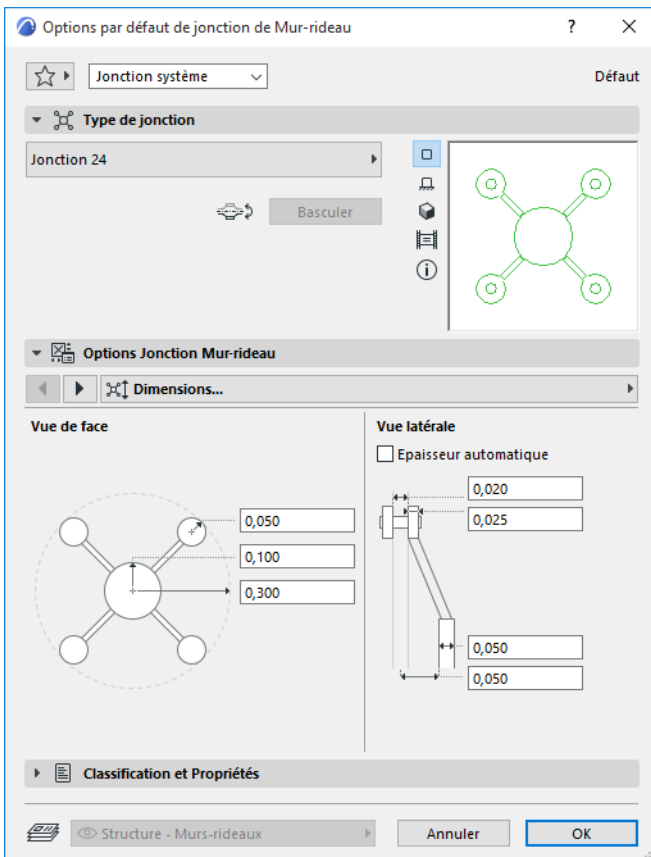 Options par défaut de jonction de Mur-rideau
?
Jonction système
Défaut
Type de jonction
Jonction 24
Basculer
Options Jonction Mur-rideau
Dimensions...
Vue de face
Vue latérale
Epaisseur automatique
0,050
0,100
0,300
0,020
0,025
0,050
0,050
Classification et Propriétés
Structure - Murs-rideaux
Annuler
OK